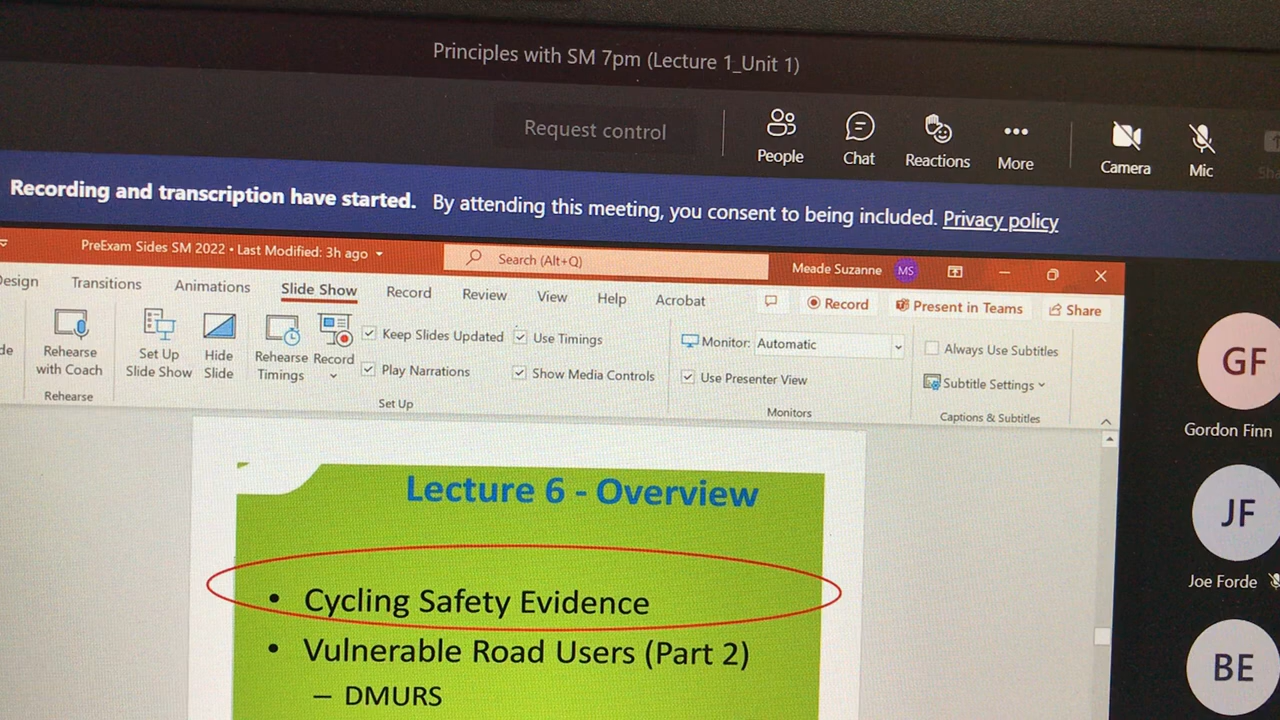 Principles with SM 7pm (Lecture 1_Unit 1)
Request control
People
Chat
Reactions
More
Camera
Mic
Recording and transcription have started. By attending this meeting, you consent to being included. Privacy policy
PreExam Sides SM 2022 • Last Modified: 3h ago
Search (Alt+Q)
Meade Suzanne MS
Transitions Animations Slide Show Record Review View Help Acrobat
Record Present in Teams Share
Rehearse
with Coach
Rehearse
Set Up
Slide Show
Hide
Slide
Rehearse
Timings
Record
Keep Slides Updated
Play Narrations
Use Timings
Show Media Controls
Set Up
Monitor: Automatic
Use Presenter View
Monitors
Always Use Subtitles
Subtitle Settings
Captions & Subtitles
Lecture 6 - Overview
• Cycling Safety Evidence
• Vulnerable Road Users (Part 2)
– DMURS
GF
Gordon Finn
JF
Joe Forde
BE